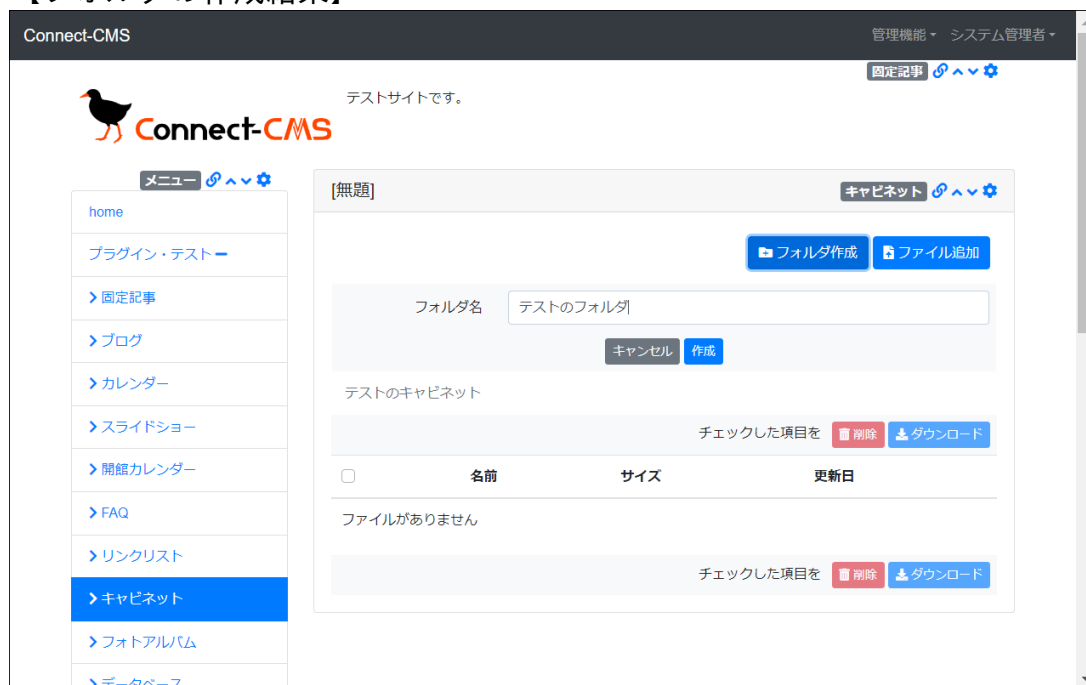 Connect-CMS
管理機能 システム管理者
固定記事
テストサイトです。
Connect-CMS
メニュー
home
プラグイン・テスト
固定記事
ブログ
カレンダー
スライドショー
開館カレンダー
FAQ
リンクリスト
キャビネット
フォトアルバム
データベース
[無題]
キャビネット
フォルダ作成 ファイル追加
フォルダ名 テストのフォルダ
キャンセル 作成
テストのキャビネット
チェックした項目を 削除 ダウンロード
名前 サイズ 更新日
ファイルがありません
チェックした項目を 削除 ダウンロード